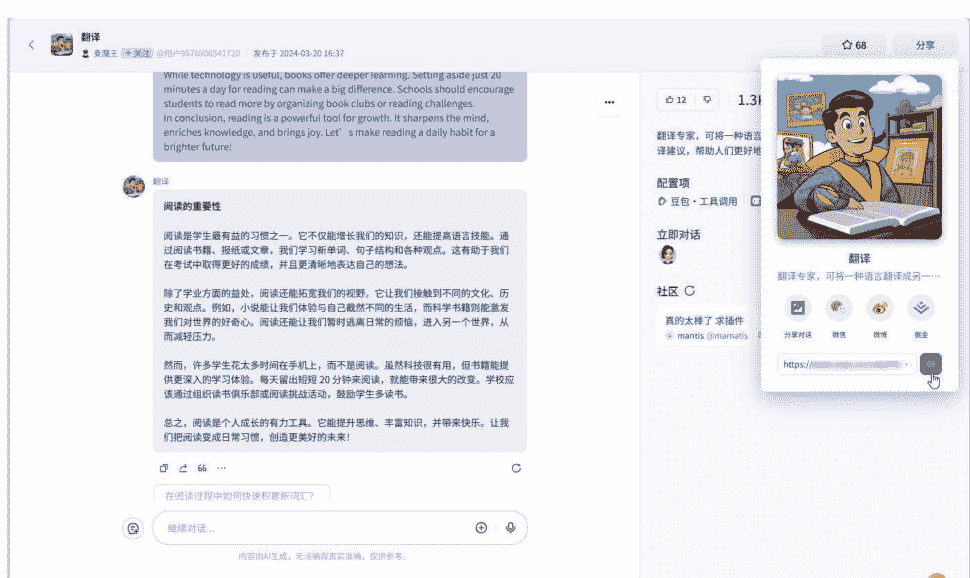 翻译
麦魔王 +关注 @用户9576906541720 发布于 2024-03-20 16:37
68
分享
While technology is useful, books offer deeper learning. Setting aside just 20
minutes a day for reading can make a big difference. Schools should encourage
students to read more by organizing book clubs or reading challenges.
In conclusion, reading is a powerful tool for growth. It sharpens the mind,
enriches knowledge, and brings joy. Let's make reading a daily habit for a
brighter future!
翻译
阅读的重要性
阅读是学生最有益的习惯之一。它不仅能增长我们的知识，还能提高语言技能。通
过阅读书籍、报纸或文章，我们学习新单词、句子结构和各种观点。这有助于我们
在考试中取得更好的成绩，并且更清晰地表达自己的想法。
除了学业方面的益处，阅读还能拓宽我们的视野。它让我们接触到不同的文化、历
史和观点。例如，小说能让我们体验与自己截然不同的生活，而科学书籍则能激发
我们对世界的好奇心。阅读还能让我们暂时逃离日常的烦恼，进入另一个世界，从
而减轻压力。
然而，许多学生花太多时间在手机上，而不是阅读。虽然科技很有用，但书籍能提
供更深入的学习体验。每天留出短短 20 分钟来阅读，就能带来很大的改变。学校应
该通过组织读书俱乐部或阅读挑战活动，鼓励学生多读书。
总之，阅读是个人成长的有力工具。它能提升思维、丰富知识，并带来快乐。让我
们把阅读变成日常习惯，创造更美好的未来！
在阅读过程中如何快速积累新词汇？
继续对话...
内容由AI生成，无法确保真实准确，仅供参考。
12
1.3k
翻译专家，可将一种语言
译建议，帮助人们更好地
配置项
豆包・工具调用
立即对话
社区
真的太棒了 求插件
mantis @mamatis
翻译
翻译专家，可将一种语言翻译成另一…
分享对话 微信 微博 掘金
https://